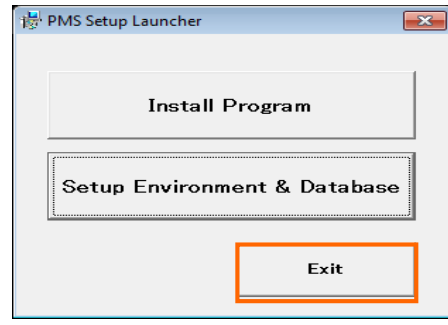 PMS Setup Launcher
Install Program
Setup Environment & Database
Exit